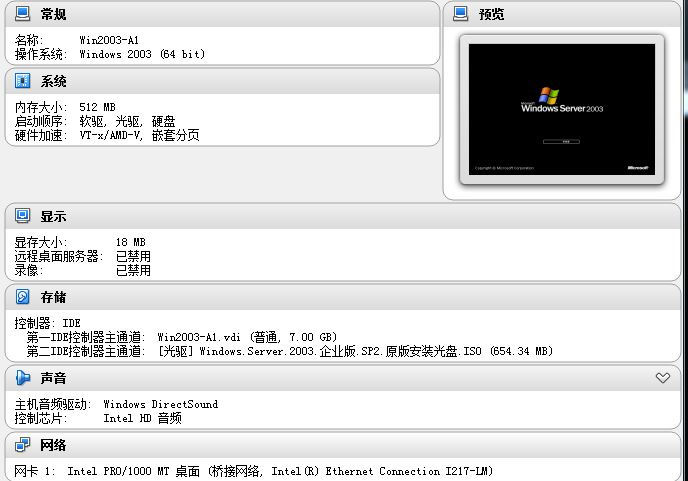 常规
名称: Win2003-A1
操作系统: Windows 2003 (64 bit)
系统
内存大小: 512 MB
启动顺序: 软驱, 光驱, 硬盘
硬件加速: VT-x/AMD-V, 嵌套分页
预览
Microsoft
Windows Server 2003
Copyright © Microsoft Corporation
Microsoft
显示
显存大小: 18 MB
远程桌面服务器: 已禁用
录像: 已禁用
存储
控制器: IDE
第一IDE控制器主通道: Win2003-A1.vdi (普通, 7.00 GB)
第二IDE控制器主通道: [光驱] Windows.Server.2003.企业版.SP2.原版安装光盘.ISO (654.34 MB)
声音
主机音频驱动: Windows DirectSound
控制芯片: Intel HD 音频
网络
网卡 1: Intel PRO/1000 MT 桌面 (桥接网络, Intel(R) Ethernet Connection I217-LM)